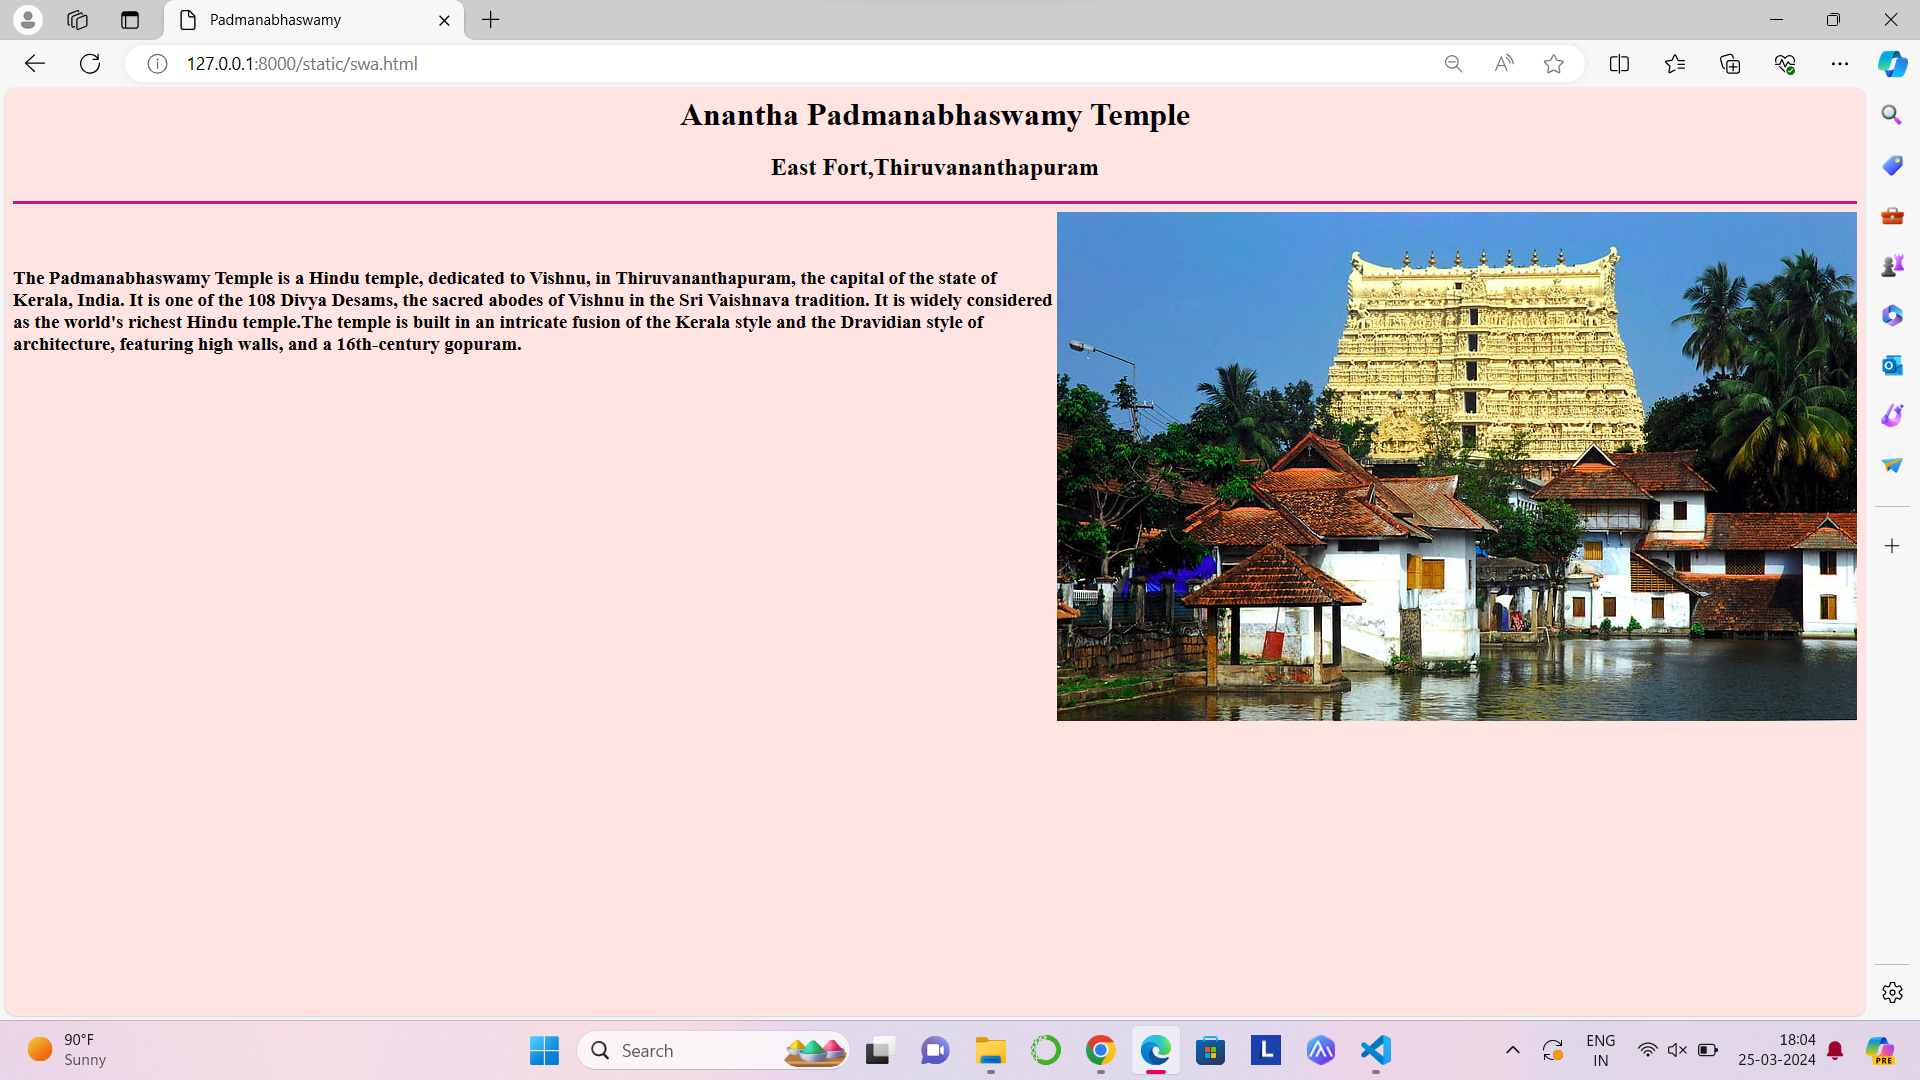 Padmanabhaswamy
127.0.0.1:8000/static/swa.html
Anantha Padmanabhaswamy Temple
East Fort,Thiruvananthapuram
The Padmanabhaswamy Temple is a Hindu temple, dedicated to Vishnu, in Thiruvananthapuram, the capital of the state of
Kerala, India. It is one of the 108 Divya Desams, the sacred abodes of Vishnu in the Sri Vaishnava tradition. It is widely considered
as the world's richest Hindu temple.The temple is built in an intricate fusion of the Kerala style and the Dravidian style of
architecture, featuring high walls, and a 16th-century gopuram.
90°F
Sunny
Search
L
ENG
IN
18:04
25-03-2024
PRE